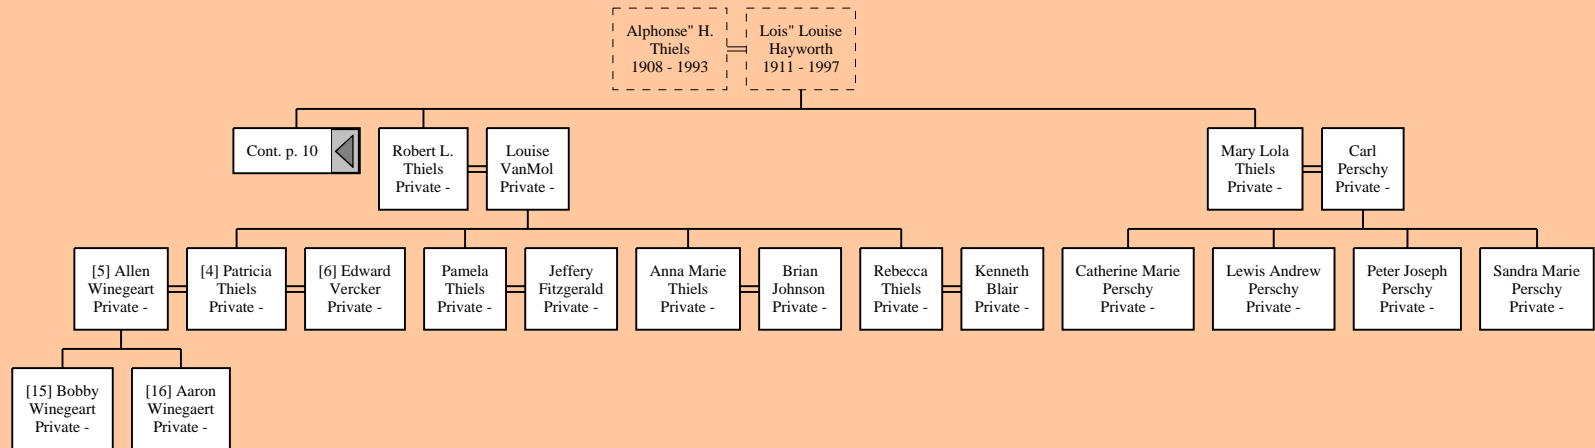 Alphonse" H.
Thiels
1908 - 1993
Lois" Louise
Hayworth
1911 - 1997
Cont. p. 10
Robert L.
Thiels
Private -
Louise
VanMol
Private -
Mary Lola
Thiels
Private -
Carl
Perschy
Private -
[5] Allen
Winegeart
Private -
[4] Patricia
Thiels
Private -
[6] Edward
Vercker
Private -
Pamela
Thiels
Private -
Jeffery
Fitzgerald
Private -
Anna Marie
Thiels
Private -
Brian
Johnson
Private -
Rebecca
Thiels
Private -
Kenneth
Blair
Private -
Catherine Marie
Perschy
Private -
Lewis Andrew
Perschy
Private -
Peter Joseph
Perschy
Private -
Sandra Marie
Perschy
Private -
[15] Bobby
Winegeart
Private -
[16] Aaron
Winegaert
Private -